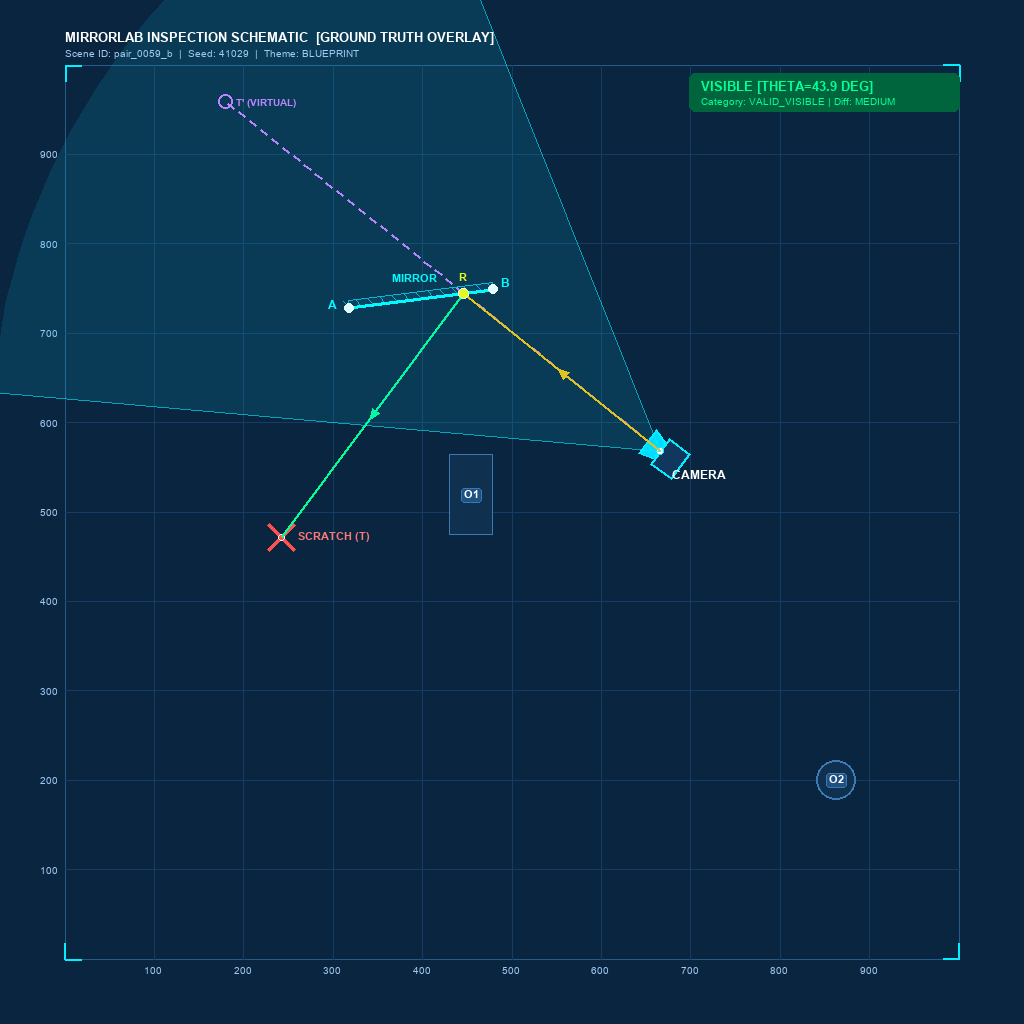 MIRRORLAB INSPECTION SCHEMATIC [GROUND TRUTH OVERLAY]
Scene ID: pair_0059_b | Seed: 41029 | Theme: BLUEPRINT
VISIBLE [THETA=43.9 DEG]
Category: VALID_VISIBLE | Diff: MEDIUM
T' (VIRTUAL)
900
800
MIRROR
R
B
A
700
600
CAMERA
O1
500
SCRATCH (T)
400
300
200
O2
100
100 200 300 400 500 600 700 800 900